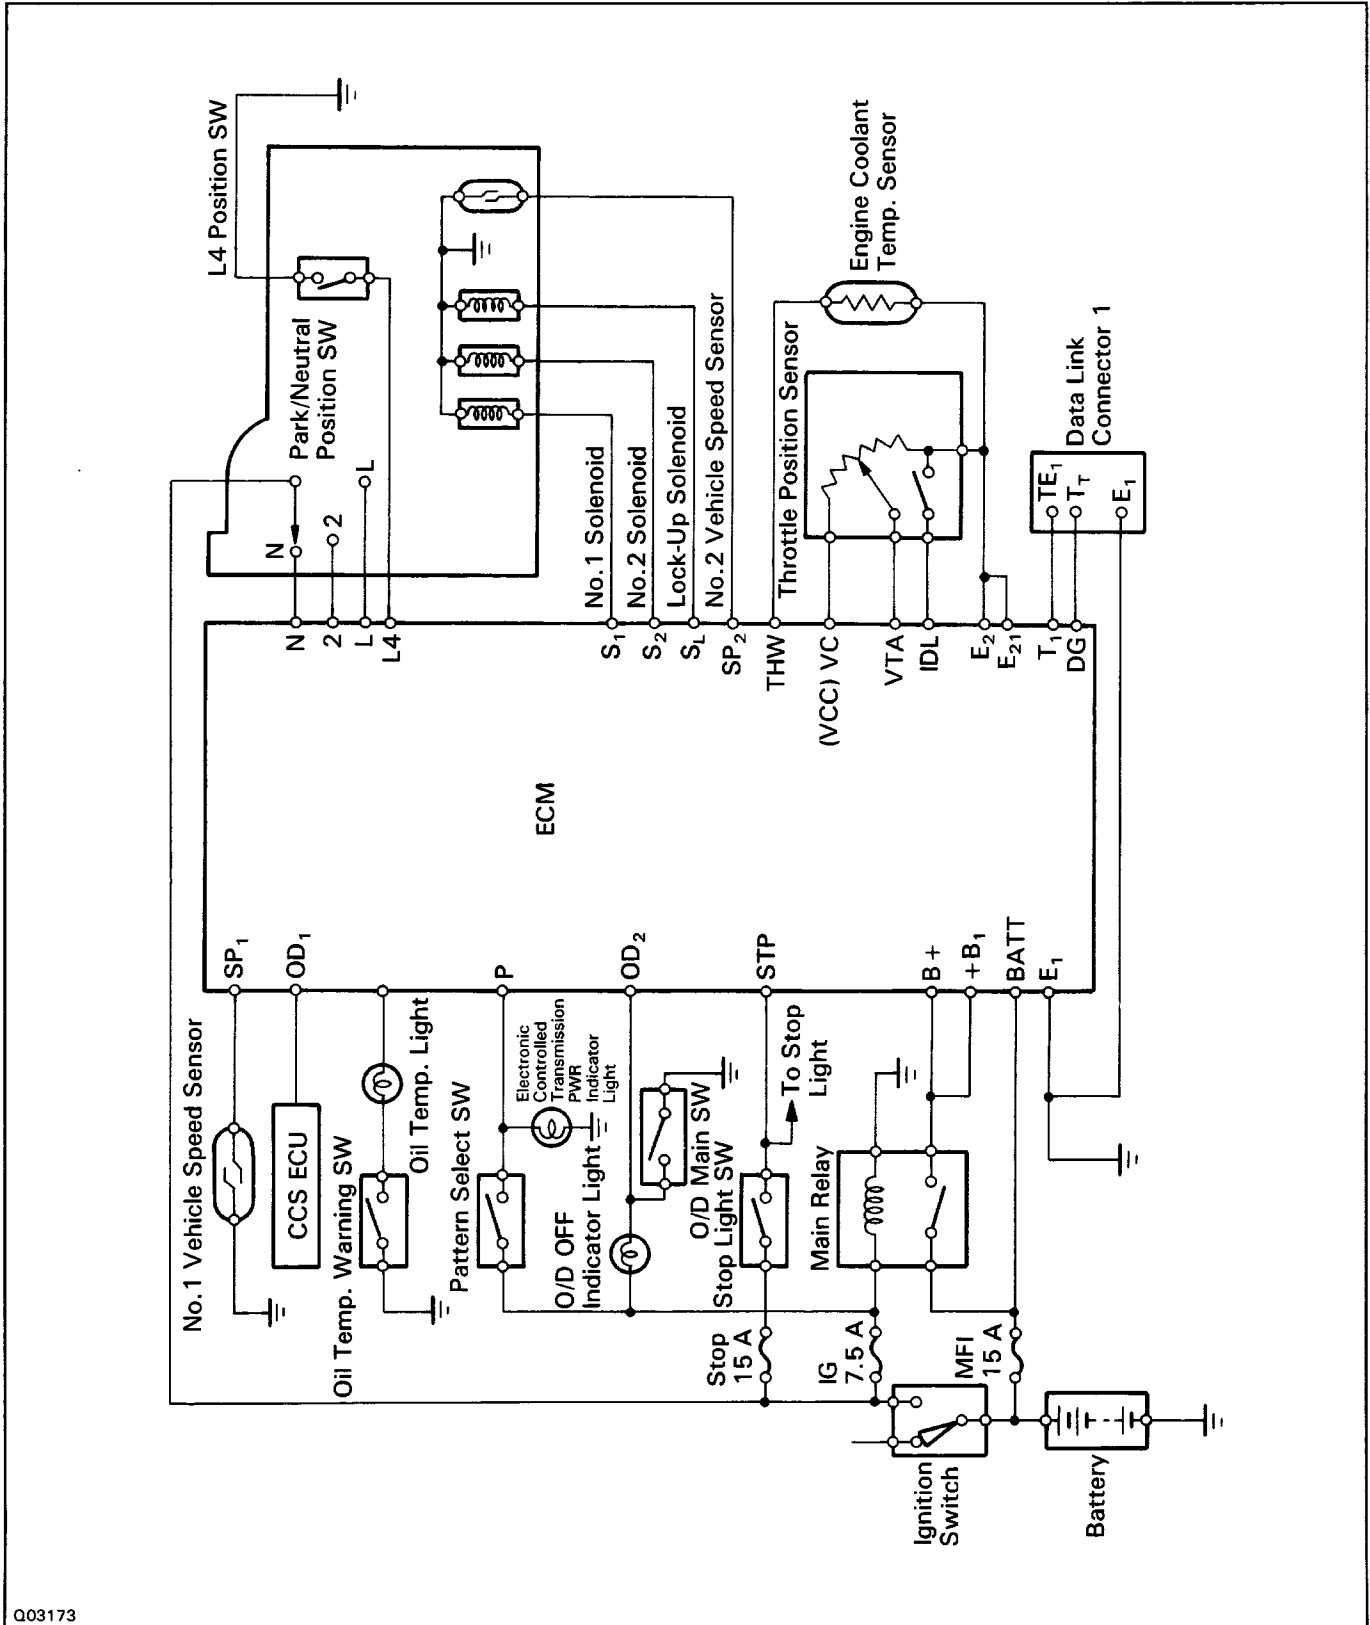 L4 Position SW
Park/Neutral
Position SW
N
2
L
No.1 Solenoid
No.2 Solenoid
Lock-Up Solenoid
No.2 Vehicle Speed Sensor
Throttle Position Sensor
Engine Coolant
Temp. Sensor
Data Link
Connector 1
TE1
TT
E1
N
2
L
L4
S1
S2
SL
SP2
THW
(VCC) VC
VTA
IDL
E2
E21
T1
DG
ECM
SP1
OD1
P
OD2
STP
B+
+B1
BATT
E1
No.1 Vehicle Speed Sensor
CCS ECU
Oil Temp. Warning SW
Oil Temp. Light
Pattern Select SW
Electronic
Controlled
Transmission
PWR
Indicator
Light
O/D OFF
Indicator Light
O/D Main SW
Stop Light SW
To Stop
Light
Main Relay
Stop
15 A
IG
7.5 A
MFI
15 A
Ignition
Switch
Battery
Q03173